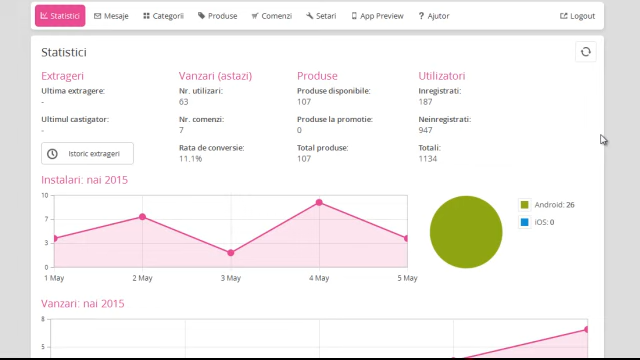 Statistici Mesaje Categorii Produse Comenzi Setari App Preview ? Ajutor Logout
Statistici
Extrageri Vanzari (astazi) Produse Utilizatori
Ultima extragere: Nr. utilizari: Produse disponibile: Inregistrati:
- 63 107 187
Ultimul castigator: Nr. comenzi: Produse la promotie: Neinregistrati:
- 7 0 947
Istoric extrageri Rata de conversie: Total produse: Totali:
11.1% 107 1134
Instalari: nai 2015
10
7
3
0
1 May 2 May 3 May 4 May 5 May
Android: 26
iOS: 0
Vanzari: nai 2015
8
5